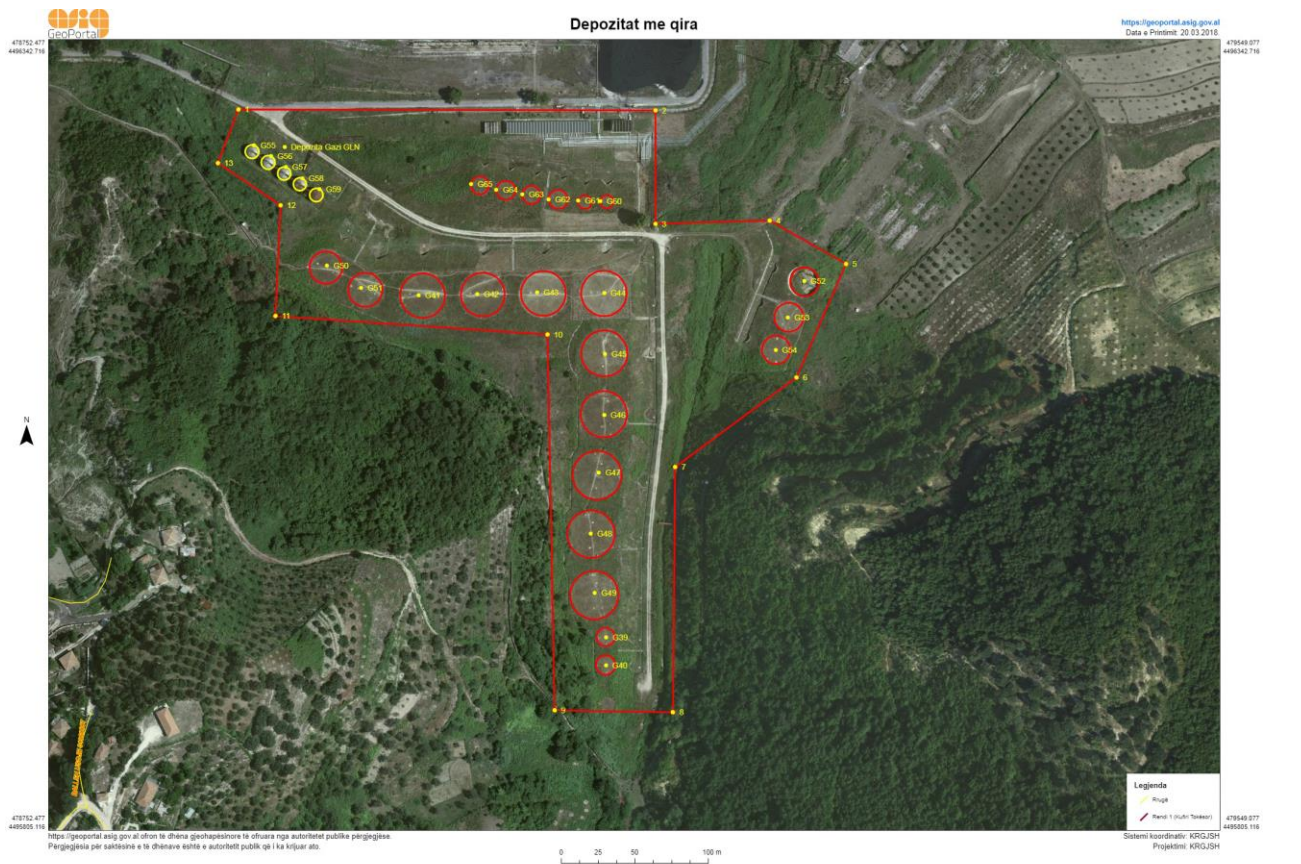 asig
GeoPortal
Depozitat me qira
https://geoportal.asig.gov.al
Data e Printimit: 20.03.2018.
478752.477
4496342.716
479549.077
4496342.716
1
2
G55
Depozita Gazi GLN
G56
13
G57
G58
G59
12
G65
G64
G63
G62
G61
G60
3
4
5
G50
G51
G41
G42
G43
G44
G52
G53
11
10
G45
G54
6
G46
N
7
G47
G48
G49
G39
G40
9
8
Legjenda
Rruga
478752.477
4495805.116
479549.077
4495805.116
https://geoportal.asig.gov.al ofron të dhëna gjeohapësinore të ofruara nga autoritetet publike përgjegjëse.
Përgjegjësia për saktësinë e të dhënave është e autoritetit publik që i ka krijuar ato.
Sistemi koordinativ: KRGJSH
Projektimi: KRGJSH
0 25 50 100 m